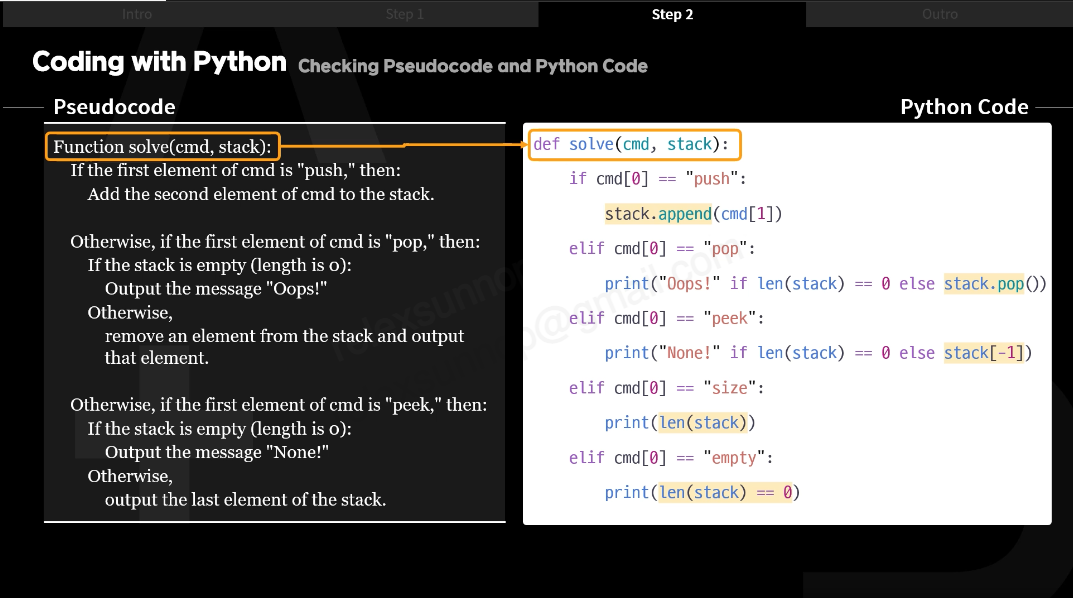 Intro
Step 1
Step 2
Outro
Coding with Python Checking Pseudocode and Python Code
Pseudocode
Function solve(cmd, stack):
If the first element of cmd is "push," then:
Add the second element of cmd to the stack.
Otherwise, if the first element of cmd is "pop," then:
If the stack is empty (length is 0):
Output the message "Oops!"
Otherwise,
remove an element from the stack and output
that element.
Otherwise, if the first element of cmd is "peek," then:
If the stack is empty (length is 0):
Output the message "None!"
Otherwise,
output the last element of the stack.
Python Code
def solve(cmd, stack):
if cmd[0] == "push":
stack.append(cmd[1])
elif cmd[0] == "pop":
print("Oops!" if len(stack) == 0 else stack.pop())
elif cmd[0] == "peek":
print("None!" if len(stack) == 0 else stack[-1])
elif cmd[0] == "size":
print(len(stack))
elif cmd[0] == "empty":
print(len(stack) == 0)